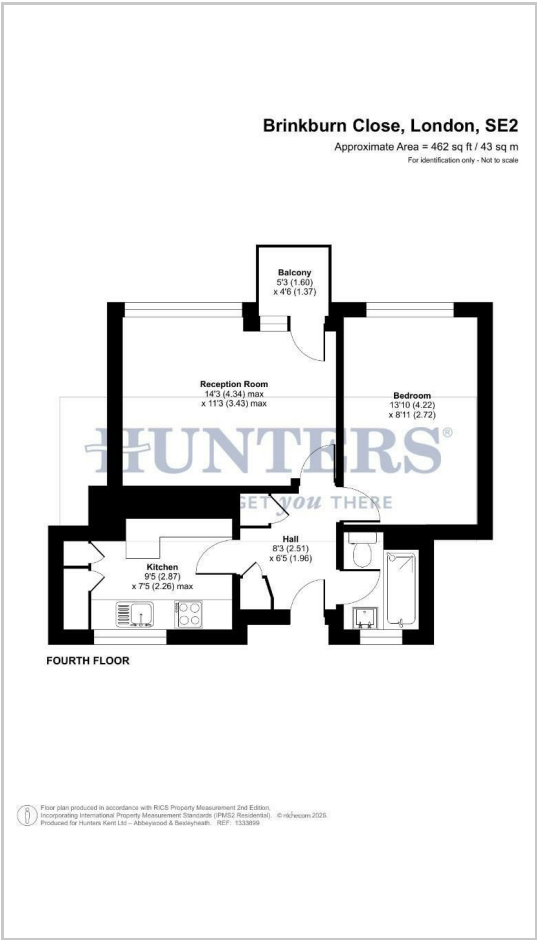 Brinkburn Close, London, SE2
Approximate Area = 462 sq ft / 43 sq m
For identification only - Not to scale
Balcony
5'3 (1.60)
x 4'6 (1.37)
Reception Room
14'3 (4.34) max
x 11'3 (3.43) max
Bedroom
13'10 (4.22)
x 8'11 (2.72)
HUNTERS®
GET you THERE
Hall
8'3 (2.51)
x 6'5 (1.96)
Kitchen
9'5 (2.87)
x 7'5 (2.26) max
FOURTH FLOOR
Floor plan produced in accordance with RICS Property Measurement 2nd Edition,
Incorporating International Property Measurement Standards (IPMS2 Residential). © nichecom 2025.
Produced for Hunters Kent Ltd – Abbeywood & Bexleyheath. REF: 1333899